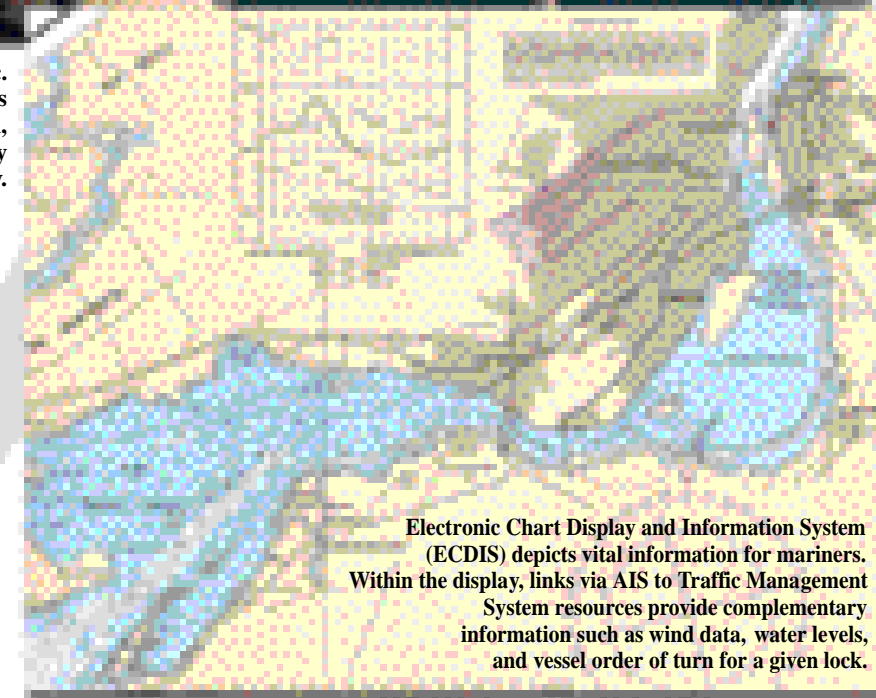 Electronic Chart Display and Information System
(ECDIS) depicts vital information for mariners.
Within the display, links via AIS to Traffic Management
System resources provide complementary
information such as wind data, water levels,
and vessel order of turn for a given lock.